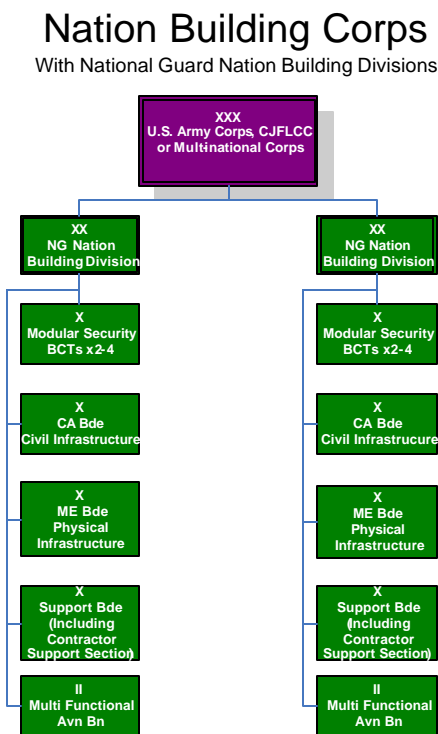 Nation Building Corps
With National Guard Nation Building Divisions
XXX
U.S. Army Corps, CJFLCC
or Multi-national Corps
XX
NG Nation
Building Division
X
Modular Security
BCTs x2-4
X
CA Bde
Civil Infrastructure
X
ME Bde
Physical
Infrastructure
X
Support Bde
(Including
Contractor
Support Section)
II
Multi Functional
Avn Bn
XX
NG Nation
Building Division
X
Modular Security
BCTs x2-4
X
CA Bde
Civil Infrastrucure
X
ME Bde
Physical
Infrastructure
X
Support Bde
(Including
Contractor
Support Section)
II
Multi Functional
Avn Bn